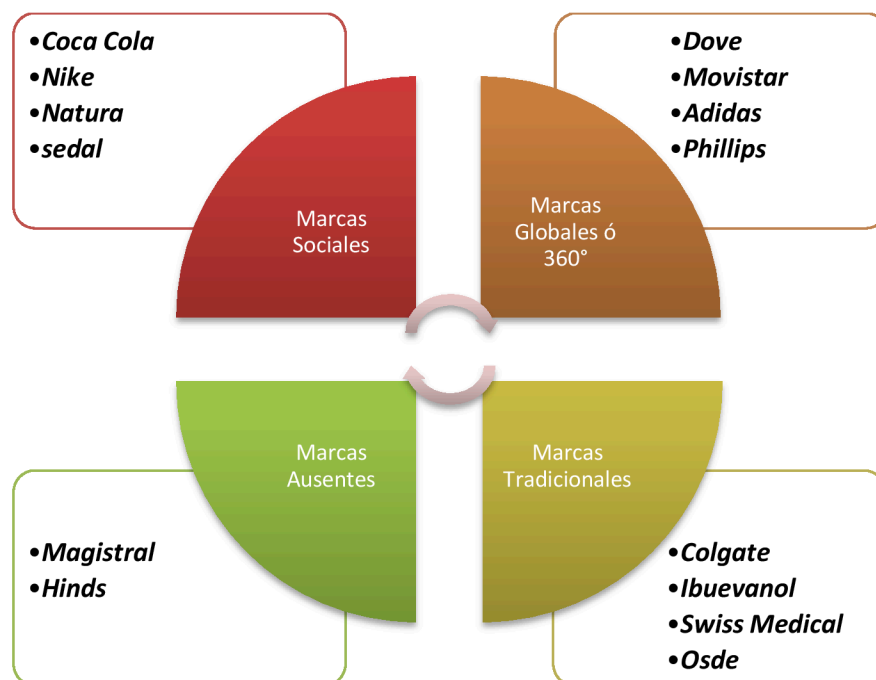 •Coca Cola
•Nike
•Natura
•sedal
•Dove
•Movistar
•Adidas
•Phillips
Marcas
Sociales
Marcas
Globales ó
360°
Marcas
Ausentes
Marcas
Tradicionales
•Magistral
•Hinds
•Colgate
•Ibuevanol
•Swiss Medical
•Osde